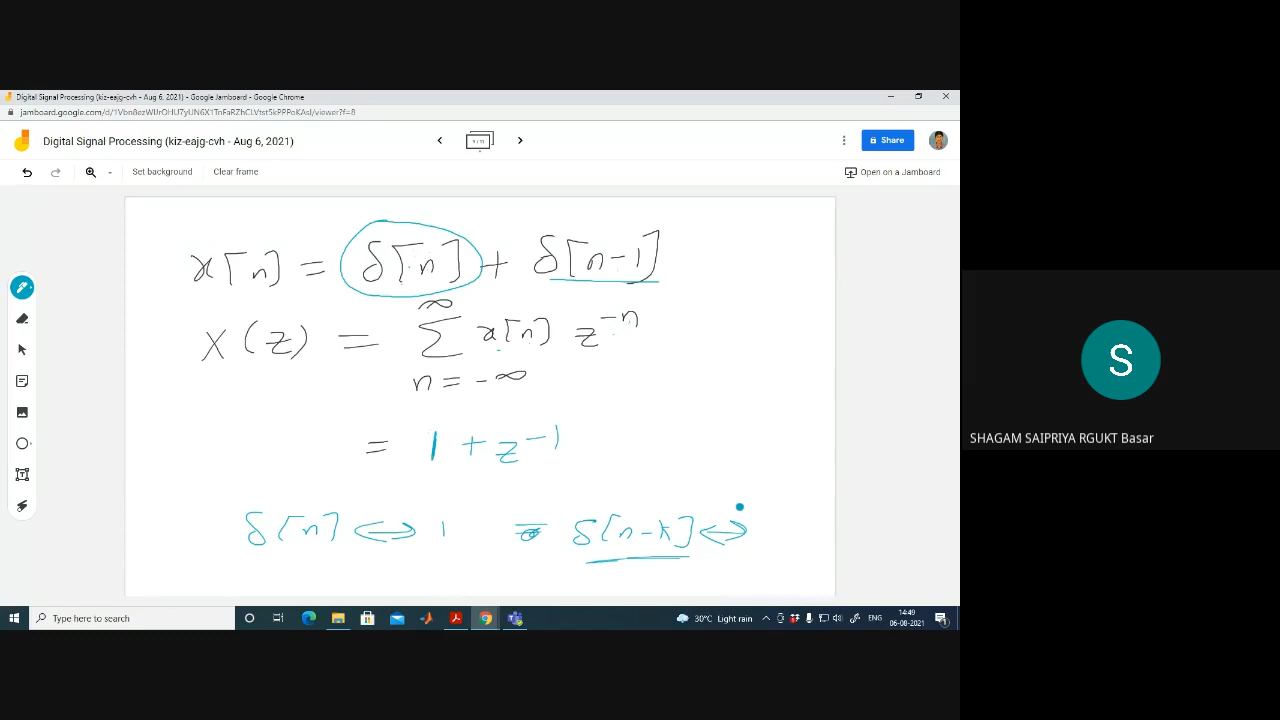 Digital Signal Processing (kiz-eajg-cvh - Aug 6, 2021) - Google Jamboard - Google Chrome
Digital Signal Processing (kiz-eajg-cvh - Aug 6, 2021)
Share
Set background
Clear frame
Open on a Jamboard
x[n] = δ[n] + δ[n-1]
X(z) = ∞ Σ n = -∞ x[n] z^-n
= 1 + z^-1
δ[n] ⇔ 1 δ[n-k] ⇔
S
SHAGAM SAIPRIYA RGUKT Basar
Type here to search
30°C Light rain
ENG
14:49
06-08-2021